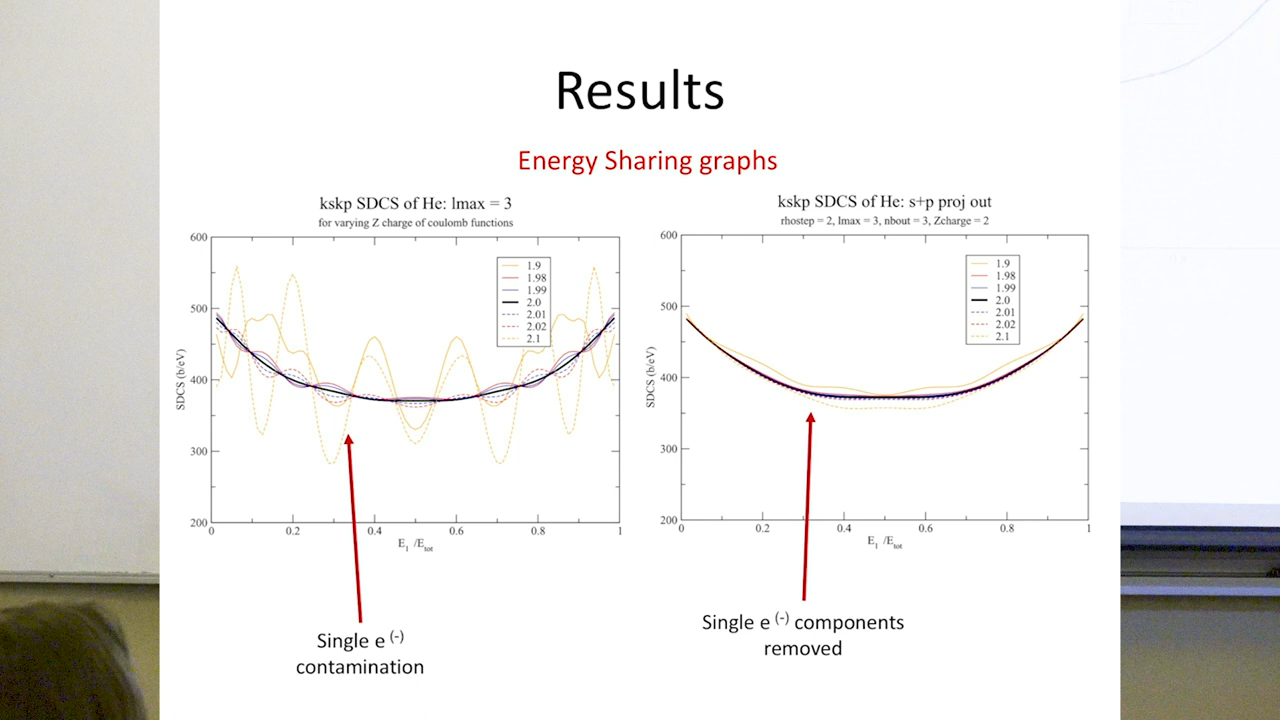 Results
Energy Sharing graphs
kskp SDCS of He: lmax = 3
for varying Z charge of coulomb functions
600
500
400
300
200
SDCS (b/eV)
1.9
1.98
1.99
2.0
2.01
2.02
2.1
0
0.2
0.4
0.6
0.8
1
E1 /Etot
Single e (-)
contamination
kskp SDCS of He: s+p proj out
rhostep = 2, lmax = 3, nbout = 3, Zcharge = 2
600
500
400
300
200
SDCS (b/eV)
1.9
1.98
1.99
2.0
2.01
2.02
2.1
0
0.2
0.4
0.6
0.8
1
E1 /Etot
Single e (-) components
removed